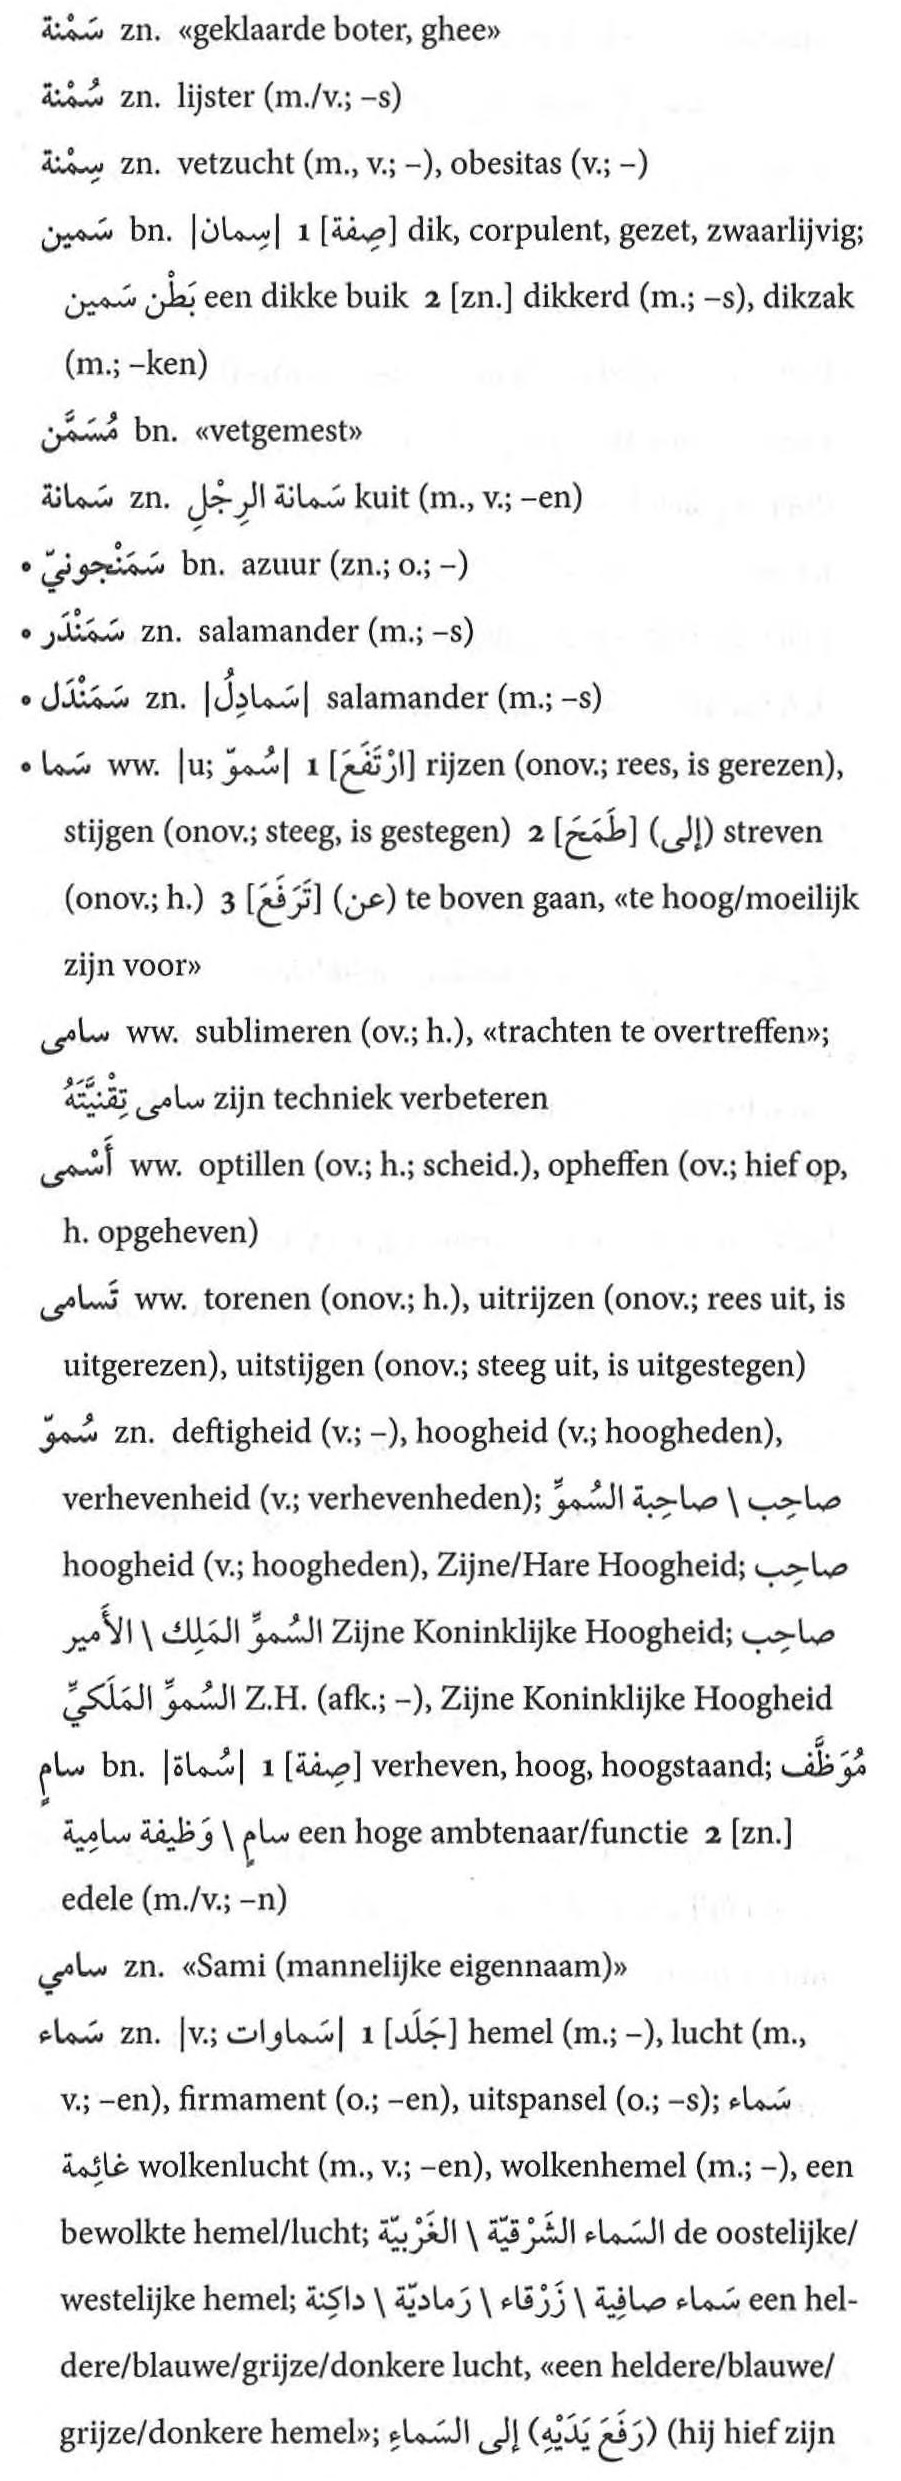 سَمْنة zn. «geklaarde boter, ghee»
سُمْنة zn. lijster (m./v.; –s)
سِمْنة zn. vetzucht (m., v.; –), obesitas (v.; –)
سَمين bn. |سِمان| 1 [صِفة] dik, corpulent, gezet, zwaarlijvig;
بَطْن سَمين een dikke buik 2 [zn.] dikkerd (m.; –s), dikzak
(m.; –ken)
مُسَمَّن bn. «vetgemest»
سَمانة zn. سَمانة الرِجْلِ kuit (m., v.; –en)
• سَمَنْجونيّ bn. azuur (zn.; o.; –)
• سَمَنْدَر zn. salamander (m.; –s)
• سَمَنْدَل zn. |سَمادِلُ| salamander (m.; –s)
• سَما ww. |u; سُموّ| 1 [ارْتَفَعَ] rijzen (onov.; rees, is gerezen),
stijgen (onov.; steeg, is gestegen) 2 [طَمَحَ] (إلى) streven
(onov.; h.) 3 [تَرَفَّعَ] (عن) te boven gaan, «te hoog/moeilijk
zijn voor»
سامى ww. sublimeren (ov.; h.), «trachten te overtreffen»;
سامى تِقْنيَّتَهُ zijn techniek verbeteren
أَسْمى ww. optillen (ov.; h.; scheid.), opheffen (ov.; hief op,
h. opgeheven)
تَسامى ww. torenen (onov.; h.), uitrijzen (onov.; rees uit, is
uitgerezen), uitstijgen (onov.; steeg uit, is uitgestegen)
سُموّ zn. deftigheid (v.; –), hoogheid (v.; hoogheden),
verhevenheid (v.; verhevenheden); صاحِب \ صاحِبة السُموِّ
hoogheid (v.; hoogheden), Zijne/Hare Hoogheid; صاحِب
السُموِّ المَلِك \ الأَمير Zijne Koninklijke Hoogheid; صاحِب
السُموِّ المَلَكيِّ Z.H. (afk.; –), Zijne Koninklijke Hoogheid
سامٍ bn. |سُماة| 1 [صِفة] verheven, hoog, hoogstaand; مُوَظَّف
سامٍ \ وَظيفة سامِية een hoge ambtenaar/functie 2 [zn.]
edele (m./v.; –n)
سامي zn. «Sami (mannelijke eigennaam)»
سَماء zn. |v.; سَماوات| 1 [جَلَد] hemel (m.; –), lucht (m.,
v.; –en), firmament (o.; –en), uitspansel (o.; –s); سَماء
غائِمة wolkenlucht (m., v.; –en), wolkenhemel (m.; –), een
bewolkte hemel/lucht; السَماء الشَرْقيّة \ الغَرْبيّة de oostelijke/
westelijke hemel; سَماء صافِية \ زَرْقاء \ رَماديّة \ داكِنة een hel-
dere/blauwe/grijze/donkere lucht, «een heldere/blauwe/
grijze/donkere hemel»; (رَفَعَ يَدَيْهِ) إلى السَماءِ (hij hief zijn